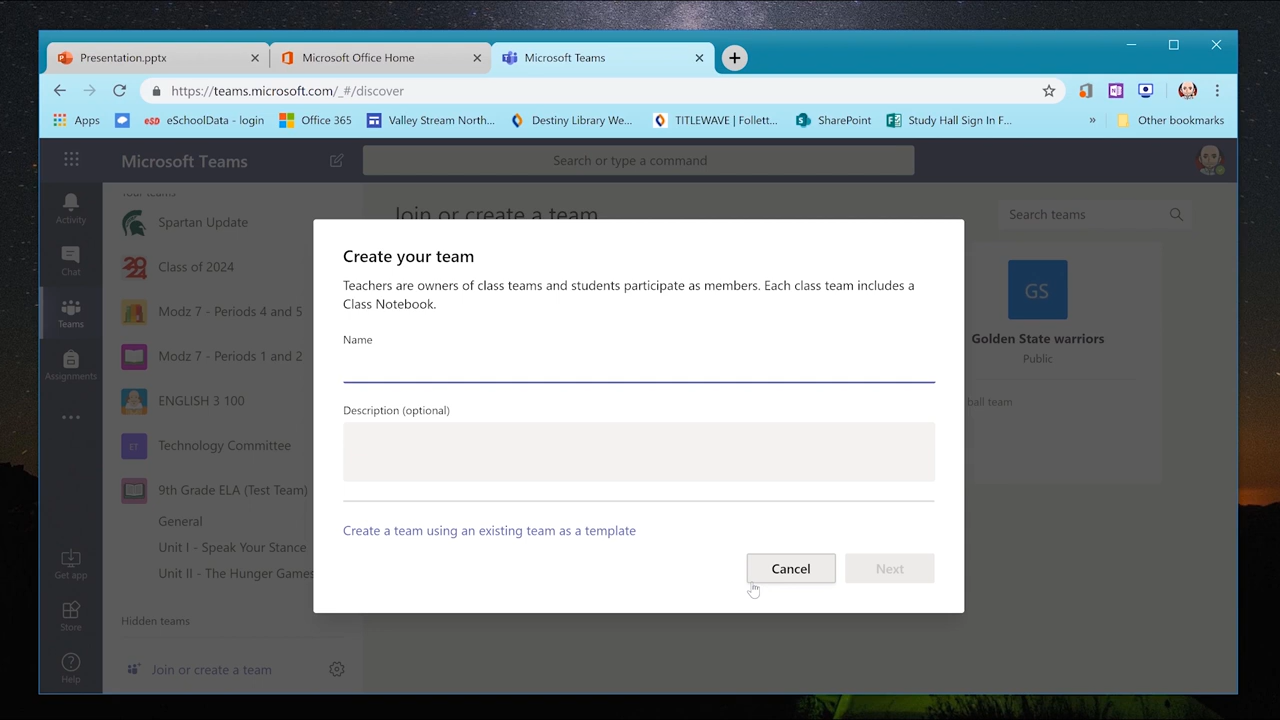 Presentation.pptx
Microsoft Office Home
Microsoft Teams
https://teams.microsoft.com/_#/discover
Apps
eSD
eSchoolData - login
Office 365
Valley Stream North...
Destiny Library We...
TITLEWAVE | Follett...
SharePoint
Study Hall Sign In F...
»
Other bookmarks
Microsoft Teams
Search or type a command
Activity
Chat
Teams
Assignments
Get app
Store
Help
Your teams
Spartan Update
Class of 2024
Modz 7 - Periods 4 and 5
Modz 7 - Periods 1 and 2
ENGLISH 3 100
ET
Technology Committee
9th Grade ELA (Test Team)
General
Unit I - Speak Your Stance
Unit II - The Hunger Games
Hidden teams
Join or create a team
Join or create a team
Search teams
GS
Golden State warriors
Public
ball team
Create your team
Teachers are owners of class teams and students participate as members. Each class team includes a
Class Notebook.
Name
Description (optional)
Create a team using an existing team as a template
Cancel
Next